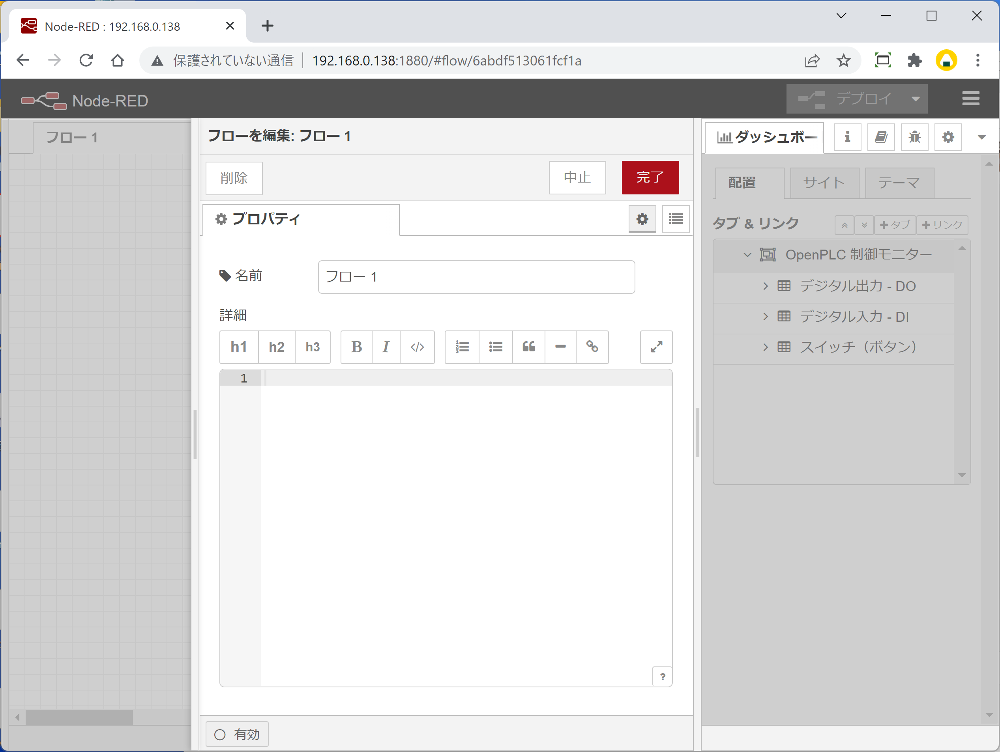 Node-RED : 192.168.0.138
保護されていない通信 192.168.0.138:1880/#flow/6abdf513061fcf1a
Node-RED
デプロイ
フロー 1
フローを編集: フロー 1
削除
中止
完了
プロパティ
名前
フロー 1
詳細
h1 h2 h3 B I </>
1
?
有効
ダッシュボー
配置
サイト
テーマ
タブ & リンク
タブ
リンク
OpenPLC 制御モニター
デジタル出力 - DO
デジタル入力 - DI
スイッチ（ボタン）